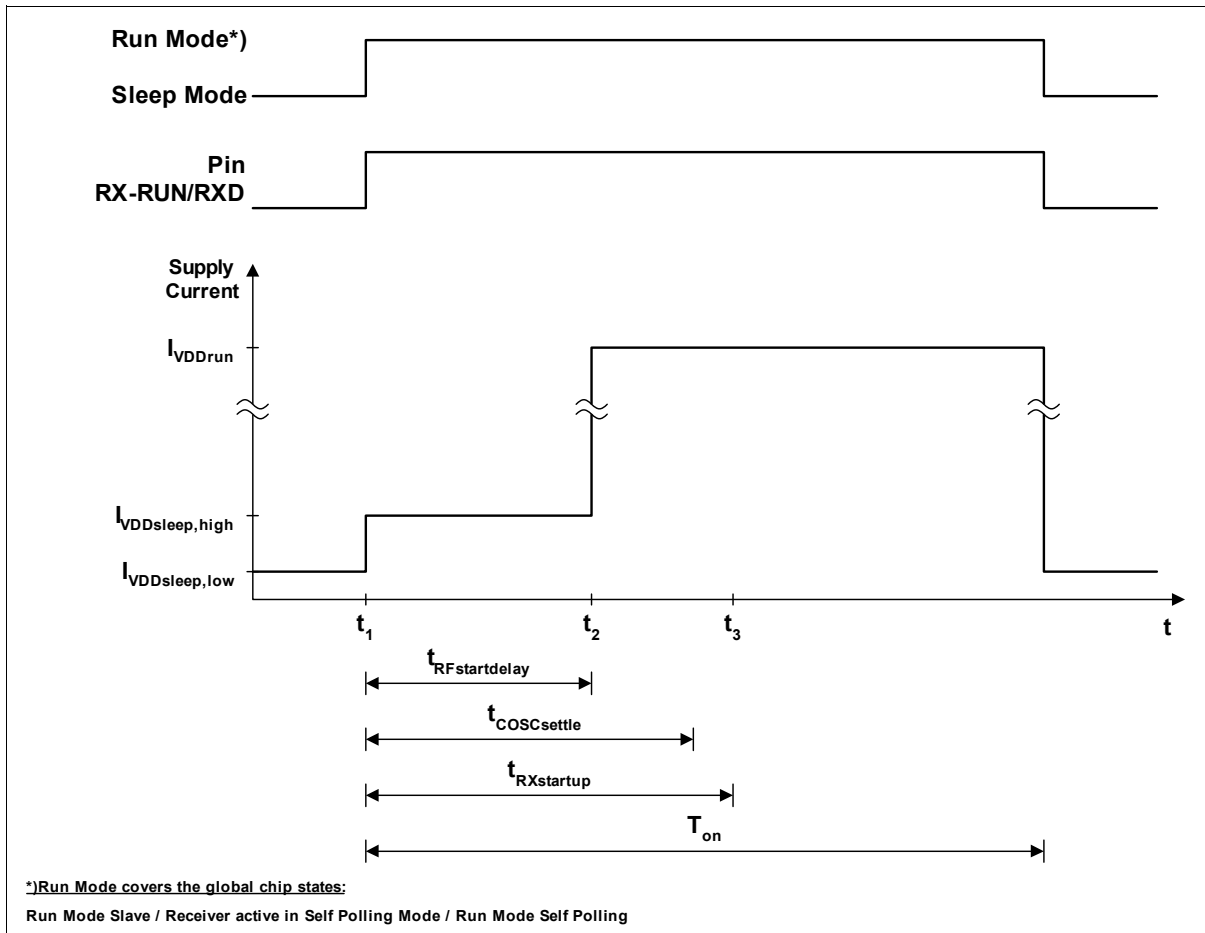 Run Mode*)
Sleep Mode
Pin
RX-RUN/RXD
Supply
Current
IVDDrun
IVDDsleep,high
IVDDsleep,low
t1
t2
t3
t
tRFstartdelay
tCOSCsettle
tRXstartup
Ton
*)Run Mode covers the global chip states:
Run Mode Slave / Receiver active in Self Polling Mode / Run Mode Self Polling